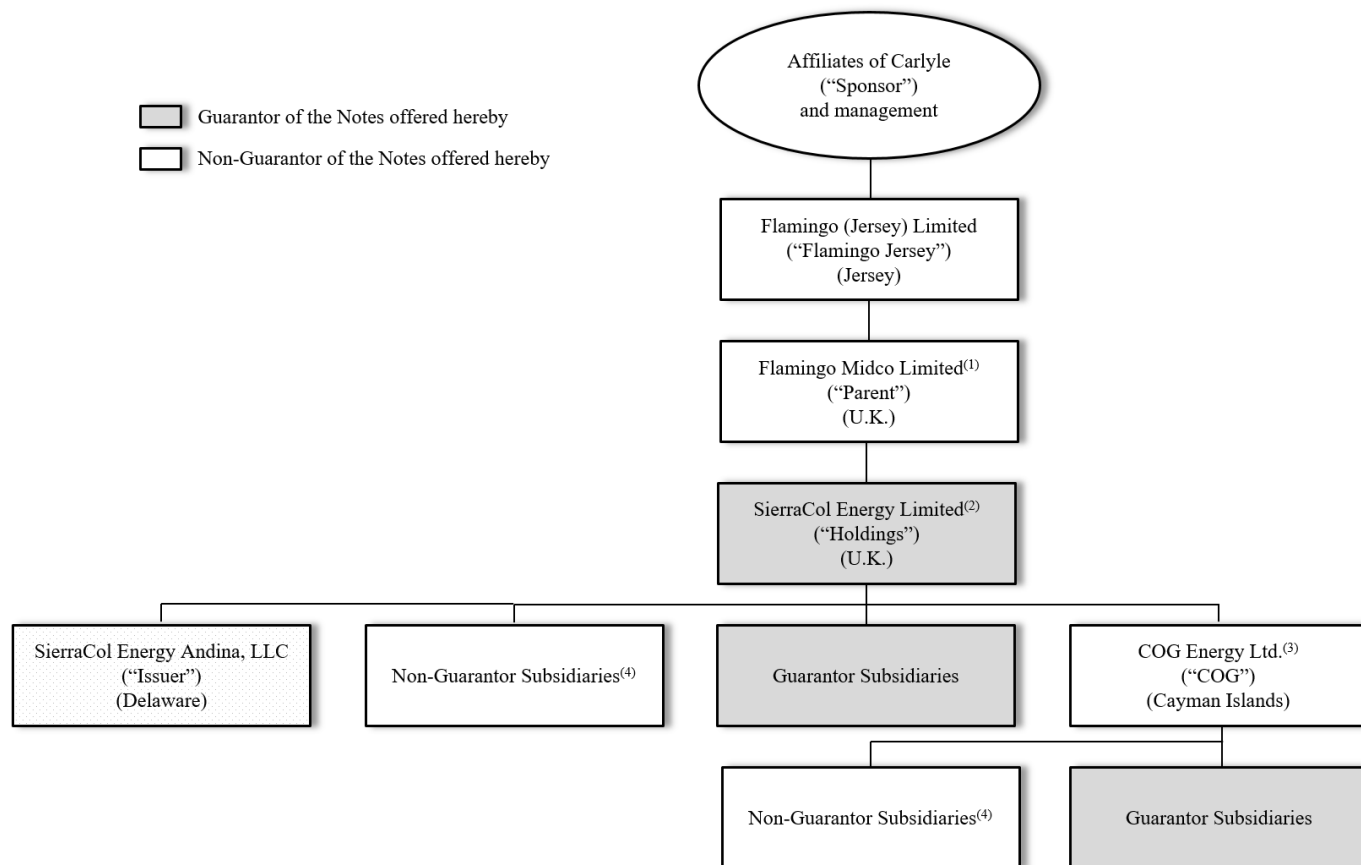 Affiliates of Carlyle
(“Sponsor”)
and management
Guarantor of the Notes offered hereby
Non-Guarantor of the Notes offered hereby
Flamingo (Jersey) Limited
(“Flamingo Jersey”)
(Jersey)
Flamingo Midco Limited(1)
(“Parent”)
(U.K.)
SierraCol Energy Limited(2)
(“Holdings”)
(U.K.)
SierraCol Energy Andina, LLC
(“Issuer”)
(Delaware)
Non-Guarantor Subsidiaries(4)
Guarantor Subsidiaries
COG Energy Ltd.(3)
(“COG”)
(Cayman Islands)
Non-Guarantor Subsidiaries(4)
Guarantor Subsidiaries